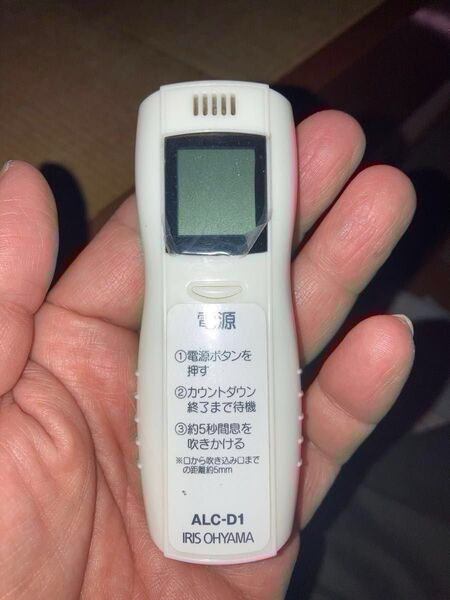 電源
①電源ボタンを
押す
②カウントダウン
終了まで待機
③約5秒間息を
吹きかける
※口から吹き込み口まで
の距離約5mm
ALC-D1
IRIS OHYAMA